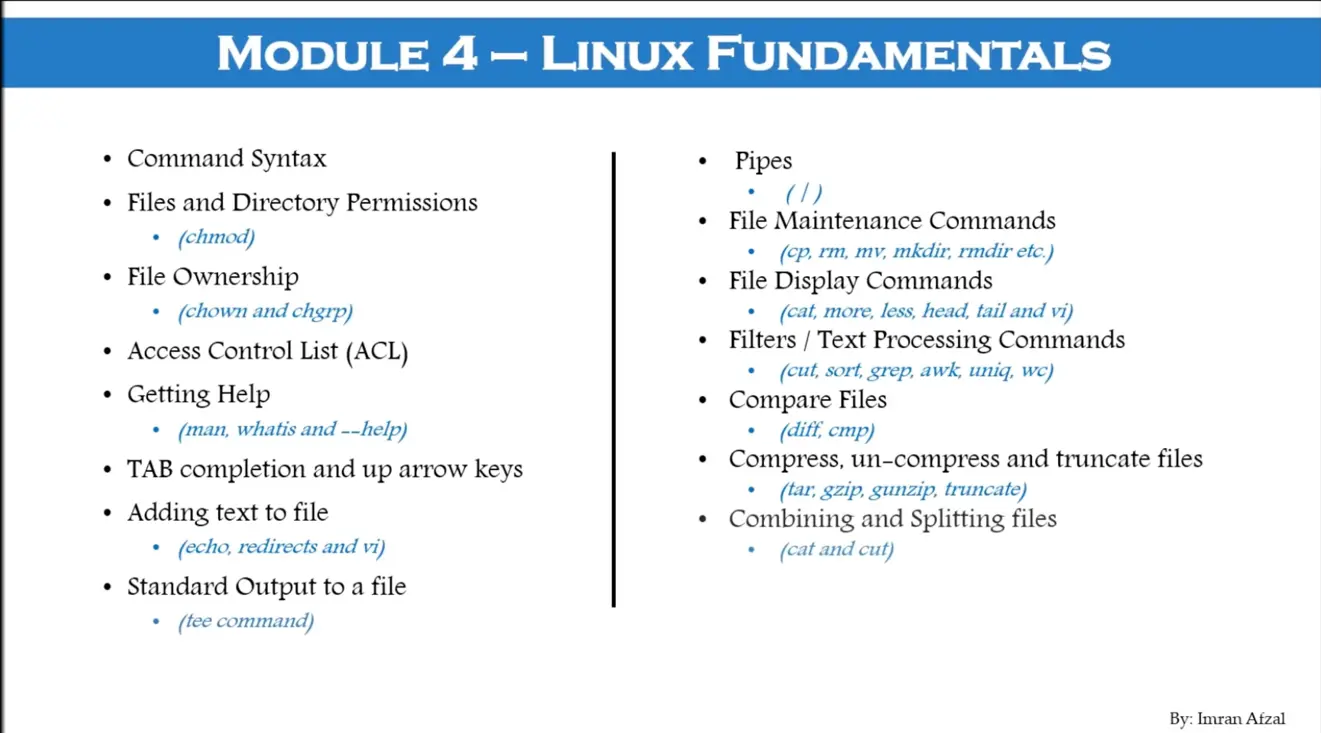 MODULE 4 – LINUX FUNDAMENTALS
• Command Syntax
• Files and Directory Permissions
• (chmod)
• File Ownership
• (chown and chgrp)
• Access Control List (ACL)
• Getting Help
• (man, whatis and --help)
• TAB completion and up arrow keys
• Adding text to file
• (echo, redirects and vi)
• Standard Output to a file
• (tee command)
• Pipes
• ( | )
• File Maintenance Commands
• (cp, rm, mv, mkdir, rmdir etc.)
• File Display Commands
• (cat, more, less, head, tail and vi)
• Filters / Text Processing Commands
• (cut, sort, grep, awk, uniq, wc)
• Compare Files
• (diff, cmp)
• Compress, un-compress and truncate files
• (tar, gzip, gunzip, truncate)
• Combining and Splitting files
• (cat and cut)
By: Imran Afzal